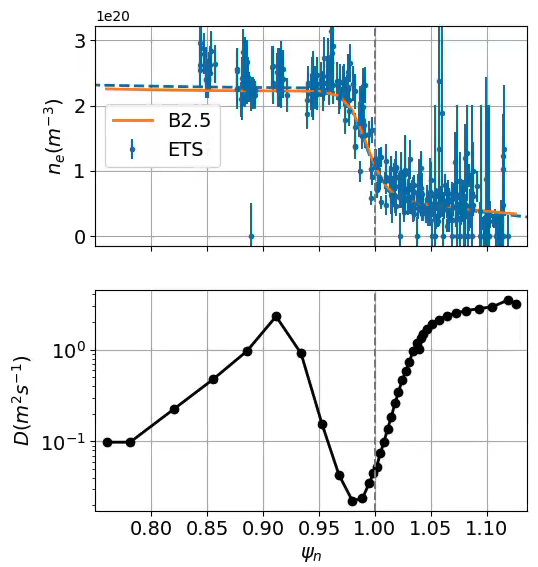 1e20
3
2
1
0
n_e(m^{-3})
B2.5
ETS
10^0
10^{-1}
D(m^2s^{-1})
0.80 0.85 0.90 0.95 1.00 1.05 1.10
ψ_n